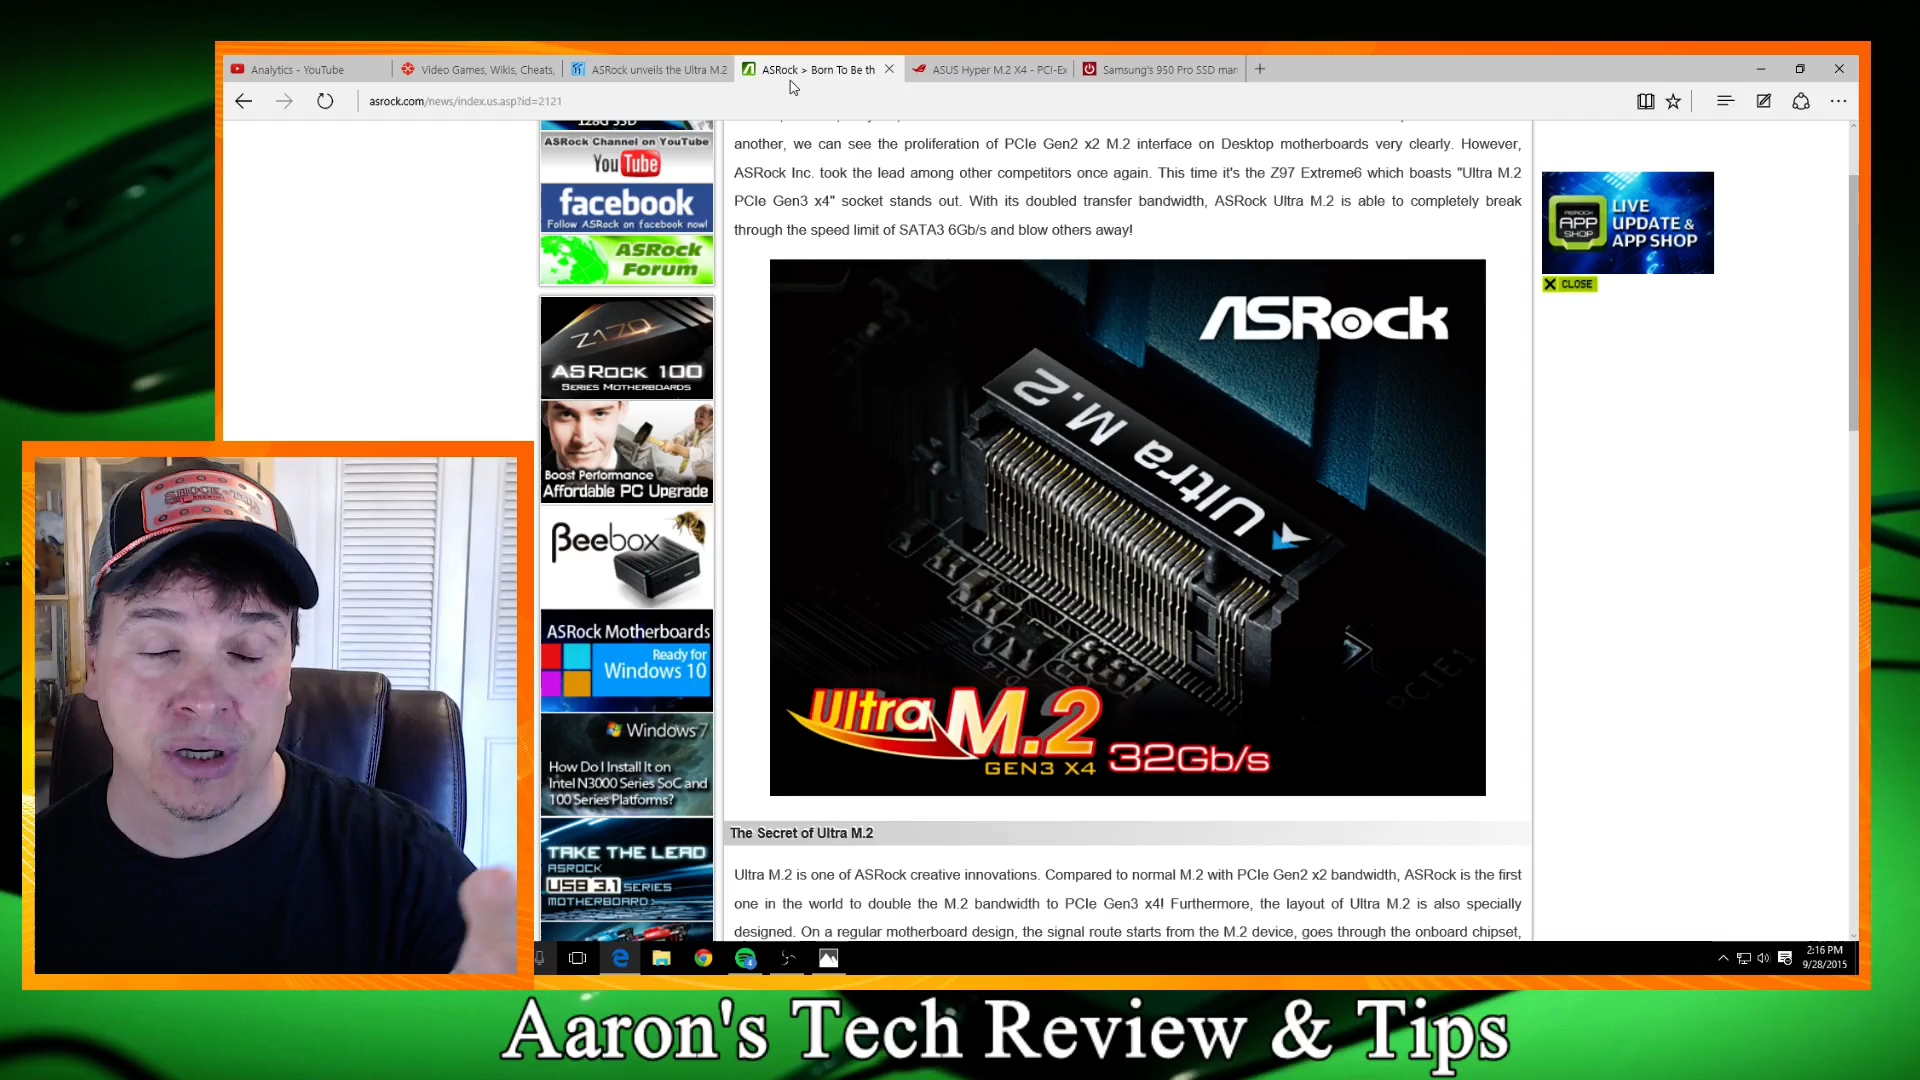 Analytics - YouTube
Video Games, Wikis, Cheats,
ASRock unveils the Ultra M.2
ASRock > Born To Be th
ASUS Hyper M.2 X4 - PCI-Ex
Samsung's 950 Pro SSD mar
asrock.com/news/index.us.asp?id=2121
128G SSD
ASRock Channel on YouTube
YouTube
facebook
Follow ASRock on facebook now!
ASRock
Forum
Z170
ASRock 100
Series Motherboards
Boost Performance
Affordable PC Upgrade
Beebox
ASRock Motherboards
Ready for
Windows 10
Windows 7
How Do I Install It on
Intel N3000 Series SoC and
100 Series Platforms?
TAKE THE LEAD
ASROCK
USB 3.1 SERIES
MOTHERBOARD
another, we can see the proliferation of PCIe Gen2 x2 M.2 interface on Desktop motherboards very clearly. However,
ASRock Inc. took the lead among other competitors once again. This time it's the Z97 Extreme6 which boasts "Ultra M.2
PCIe Gen3 x4" socket stands out. With its doubled transfer bandwidth, ASRock Ultra M.2 is able to completely break
through the speed limit of SATA3 6Gb/s and blow others away!
ASRock
Ultra M.2
PCIE1
Ultra M.2 32Gb/s
GEN3 X4
The Secret of Ultra M.2
Ultra M.2 is one of ASRock creative innovations. Compared to normal M.2 with PCIe Gen2 x2 bandwidth, ASRock is the first
one in the world to double the M.2 bandwidth to PCIe Gen3 x4! Furthermore, the layout of Ultra M.2 is also specially
designed. On a regular motherboard design, the signal route starts from the M.2 device, goes through the onboard chipset,
ASROCK
APP
SHOP
LIVE
UPDATE &
APP SHOP
CLOSE
4
2:16 PM
9/28/2015
Aaron's Tech Review & Tips